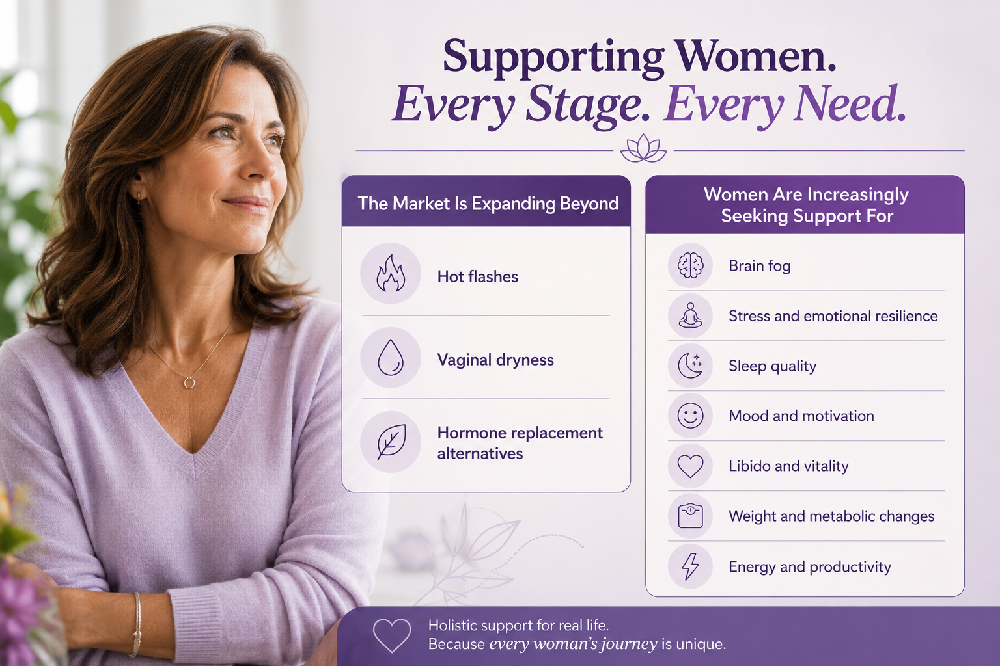 Supporting Women.
Every Stage. Every Need.
The Market Is Expanding Beyond
Hot flashes
Vaginal dryness
Hormone replacement
alternatives
Women Are Increasingly
Seeking Support For
Brain fog
Stress and emotional resilience
Sleep quality
Mood and motivation
Libido and vitality
Weight and metabolic changes
Energy and productivity
Holistic support for real life.
Because every woman's journey is unique.